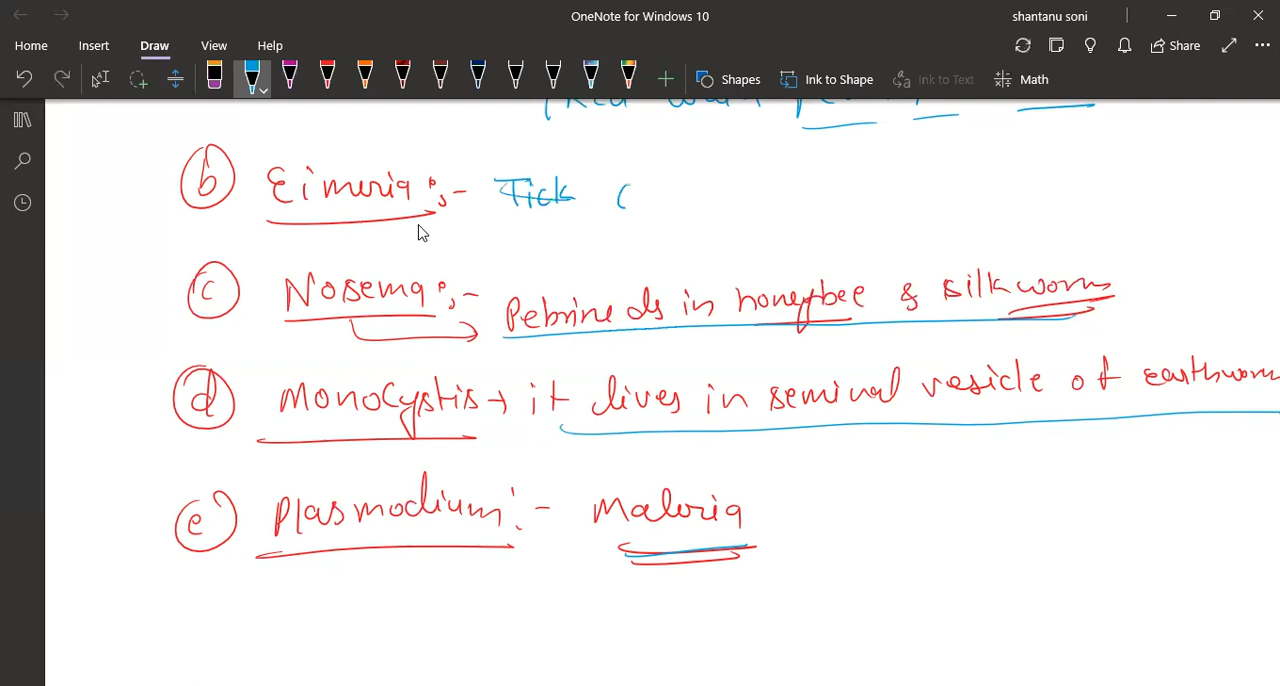 OneNote for Windows 10
shantanu soni
Home Insert Draw View Help
Share
Shapes Ink to Shape Ink to Text Math
(b) Eimeria :- Tick (
(c) Nosema :- Pebrine ds in honeybee & silkworm
(d) Monocystis → it lives in seminal vesicle of earthworm
(e) Plasmodium :- Malaria